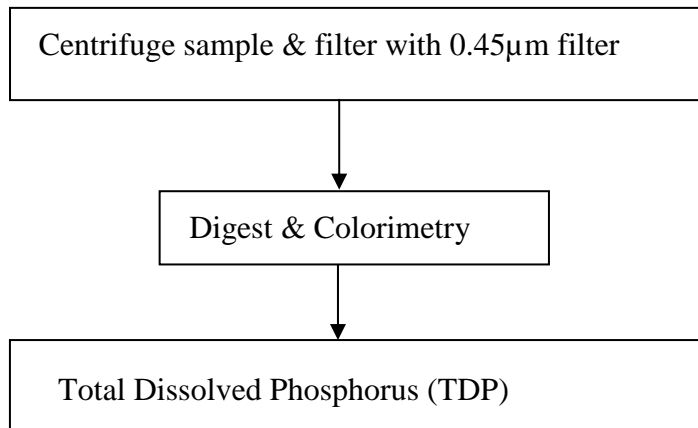 Centrifuge sample & filter with 0.45µm filter
Digest & Colorimetry
Total Dissolved Phosphorus (TDP)